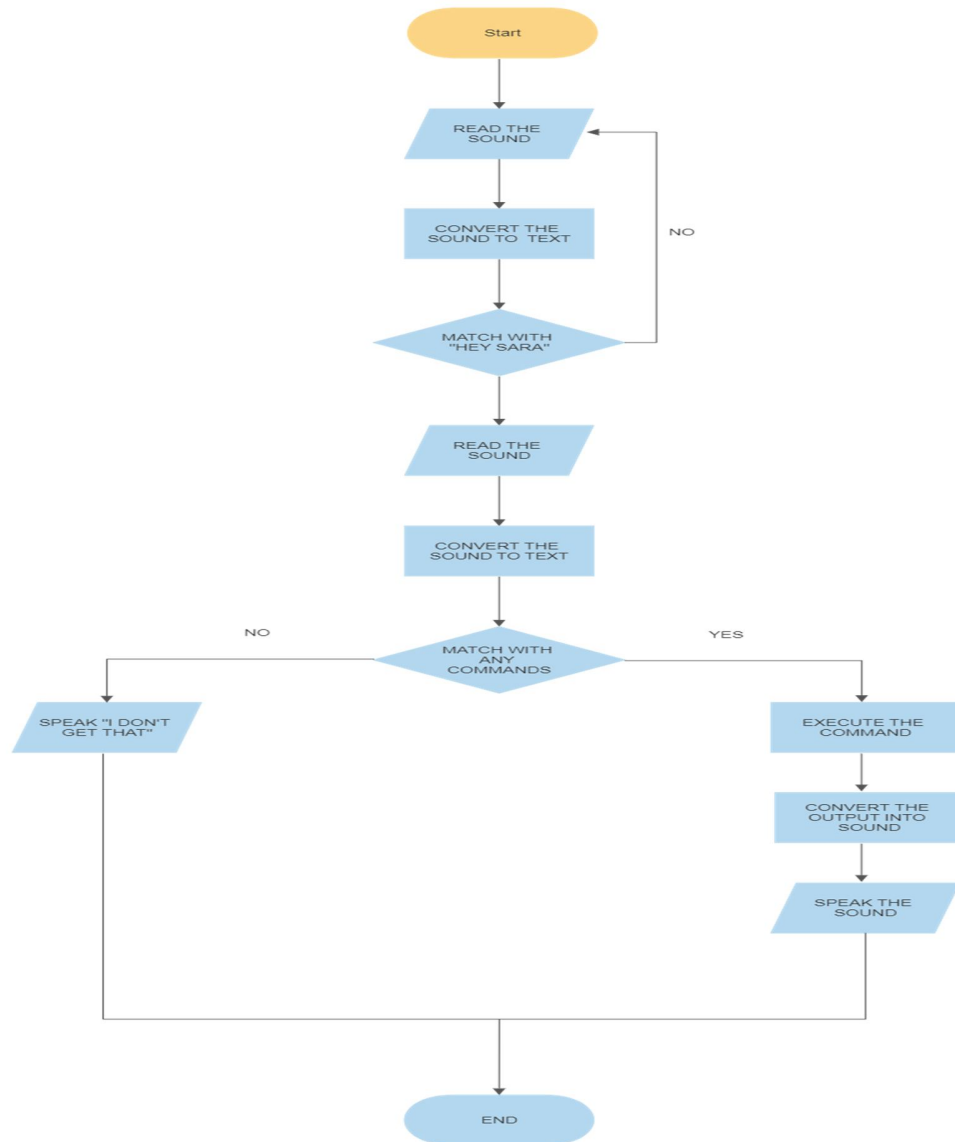 Start
READ THE
SOUND
CONVERT THE
SOUND TO TEXT
NO
MATCH WITH
"HEY SARA"
READ THE
SOUND
CONVERT THE
SOUND TO TEXT
NO
YES
MATCH WITH
ANY
COMMANDS
SPEAK "I DON'T
GET THAT"
EXECUTE THE
COMMAND
CONVERT THE
OUTPUT INTO
SOUND
SPEAK THE
SOUND
END